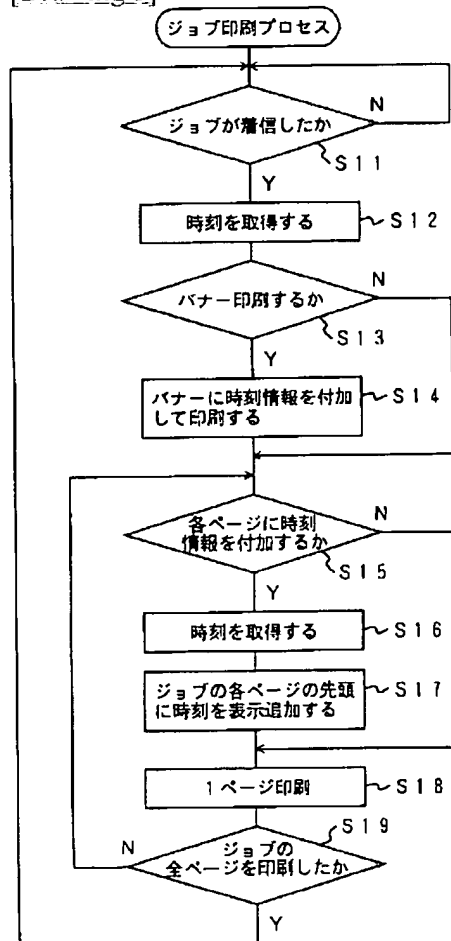 ジョブ印刷プロセス
N
ジョブが着信したか
S11
Y
時刻を取得する
S12
N
バナー印刷するか
S13
Y
バナーに時刻情報を付加
して印刷する
S14
各ページに時刻
情報を付加するか
N
S15
Y
時刻を取得する
S16
ジョブの各ページの先頭
に時刻を表示追加する
S17
1ページ印刷
S18
S19
N
ジョブの
全ページを印刷したか
Y